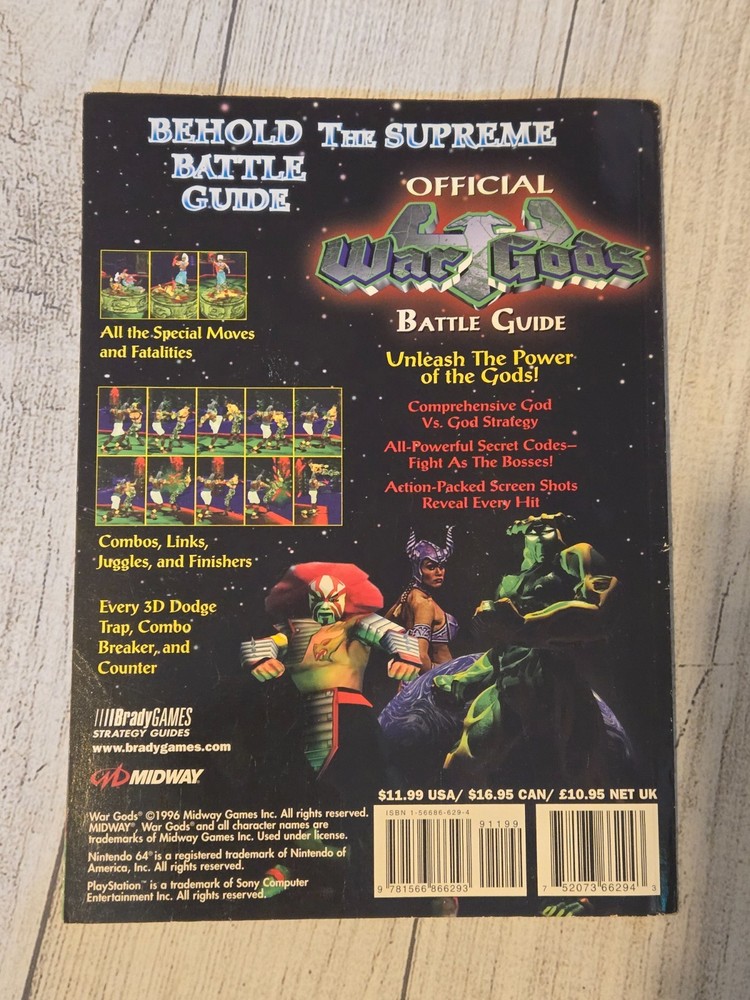 BEHOLD THE SUPREME
BATTLE
GUIDE
OFFICIAL
War Gods
BATTLE GUIDE
Unleash The Power
of the Gods!
Comprehensive God
Vs. God Strategy
All-Powerful Secret Codes—
Fight As The Bosses!
Action-Packed Screen Shots
Reveal Every Hit
All the Special Moves
and Fatalities
Combos, Links,
Juggles, and Finishers
Every 3D Dodge
Trap, Combo
Breaker, and
Counter
BradyGAMES
STRATEGY GUIDES
www.bradygames.com
MIDWAY
$11.99 USA/ $16.95 CAN/ £10.95 NET UK
War Gods® ©1996 Midway Games Inc. All rights reserved.
MIDWAY®, War Gods® and all character names are
trademarks of Midway Games Inc. Used under license.
Nintendo 64® is a registered trademark of Nintendo of
America, Inc. All rights reserved.
PlayStation™ is a trademark of Sony Computer
Entertainment Inc. All rights reserved.
ISBN 1-56686-629-4
91199
9 781566 866293
7 52073 66294 3